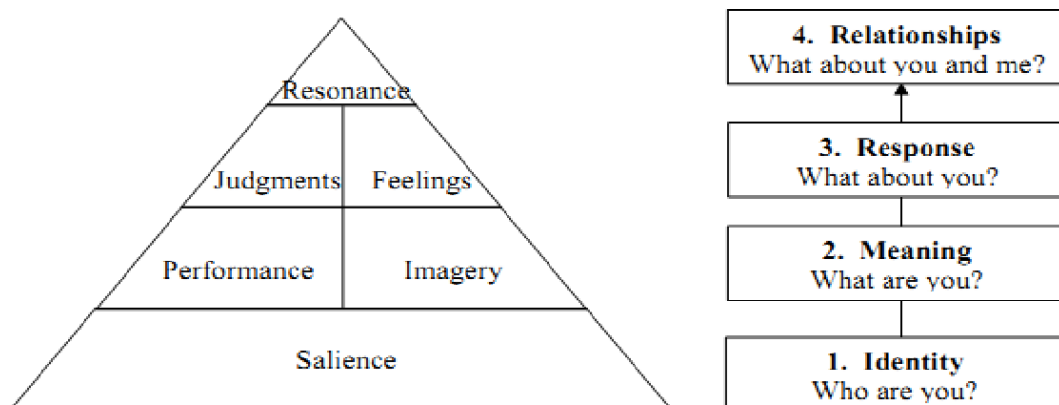 Resonance
Judgments
Feelings
Performance
Imagery
Salience
4. Relationships
What about you and me?
3. Response
What about you?
2. Meaning
What are you?
1. Identity
Who are you?